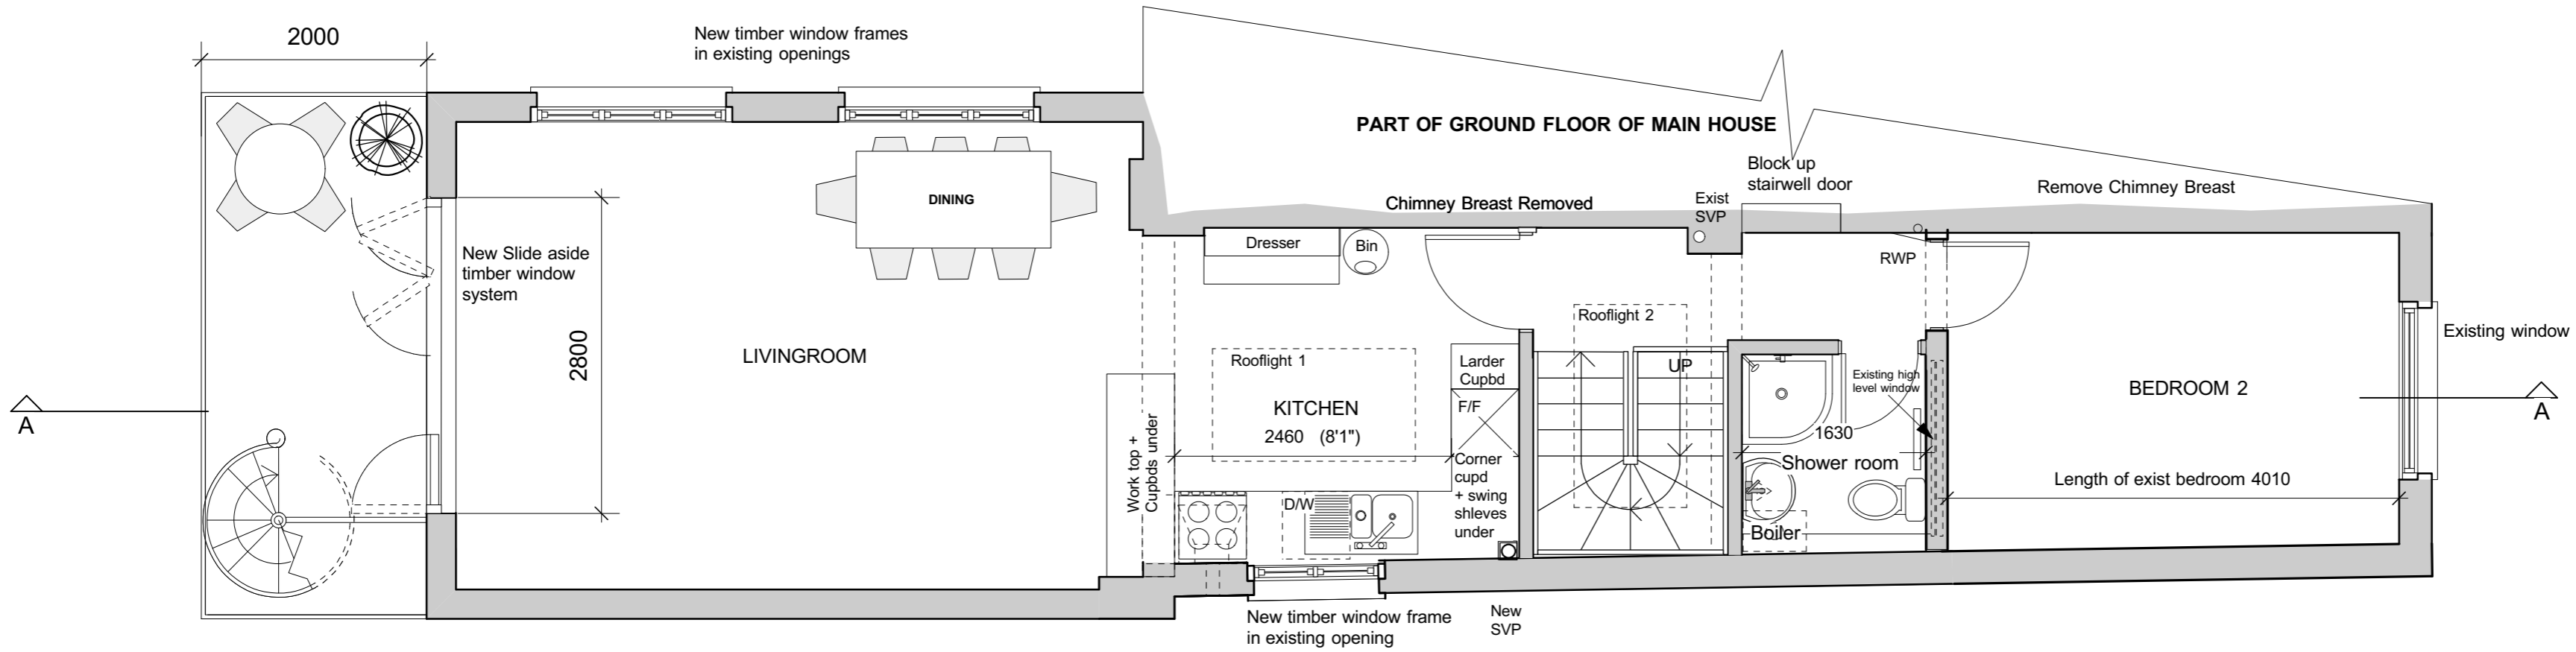 2000
New timber window frames
in existing openings
PART OF GROUND FLOOR OF MAIN HOUSE
Block up
stairwell door
Remove Chimney Breast
Chimney Breast Removed
Exist
SVP
DINING
New Slide aside
timber window
system
Dresser
Bin
RWP
Rooflight 2
Existing window
2800
LIVINGROOM
Rooflight 1
Larder
Cupbd
UP
Existing high
level window
BEDROOM 2
A
KITCHEN
2460 (8'1")
F/F
A
Work top +
Cupbds under
1630
Corner
cupd
+ swing
shleves
under
Shower room
Length of exist bedroom 4010
D/W
Boiler
New timber window frame
in existing opening
New
SVP